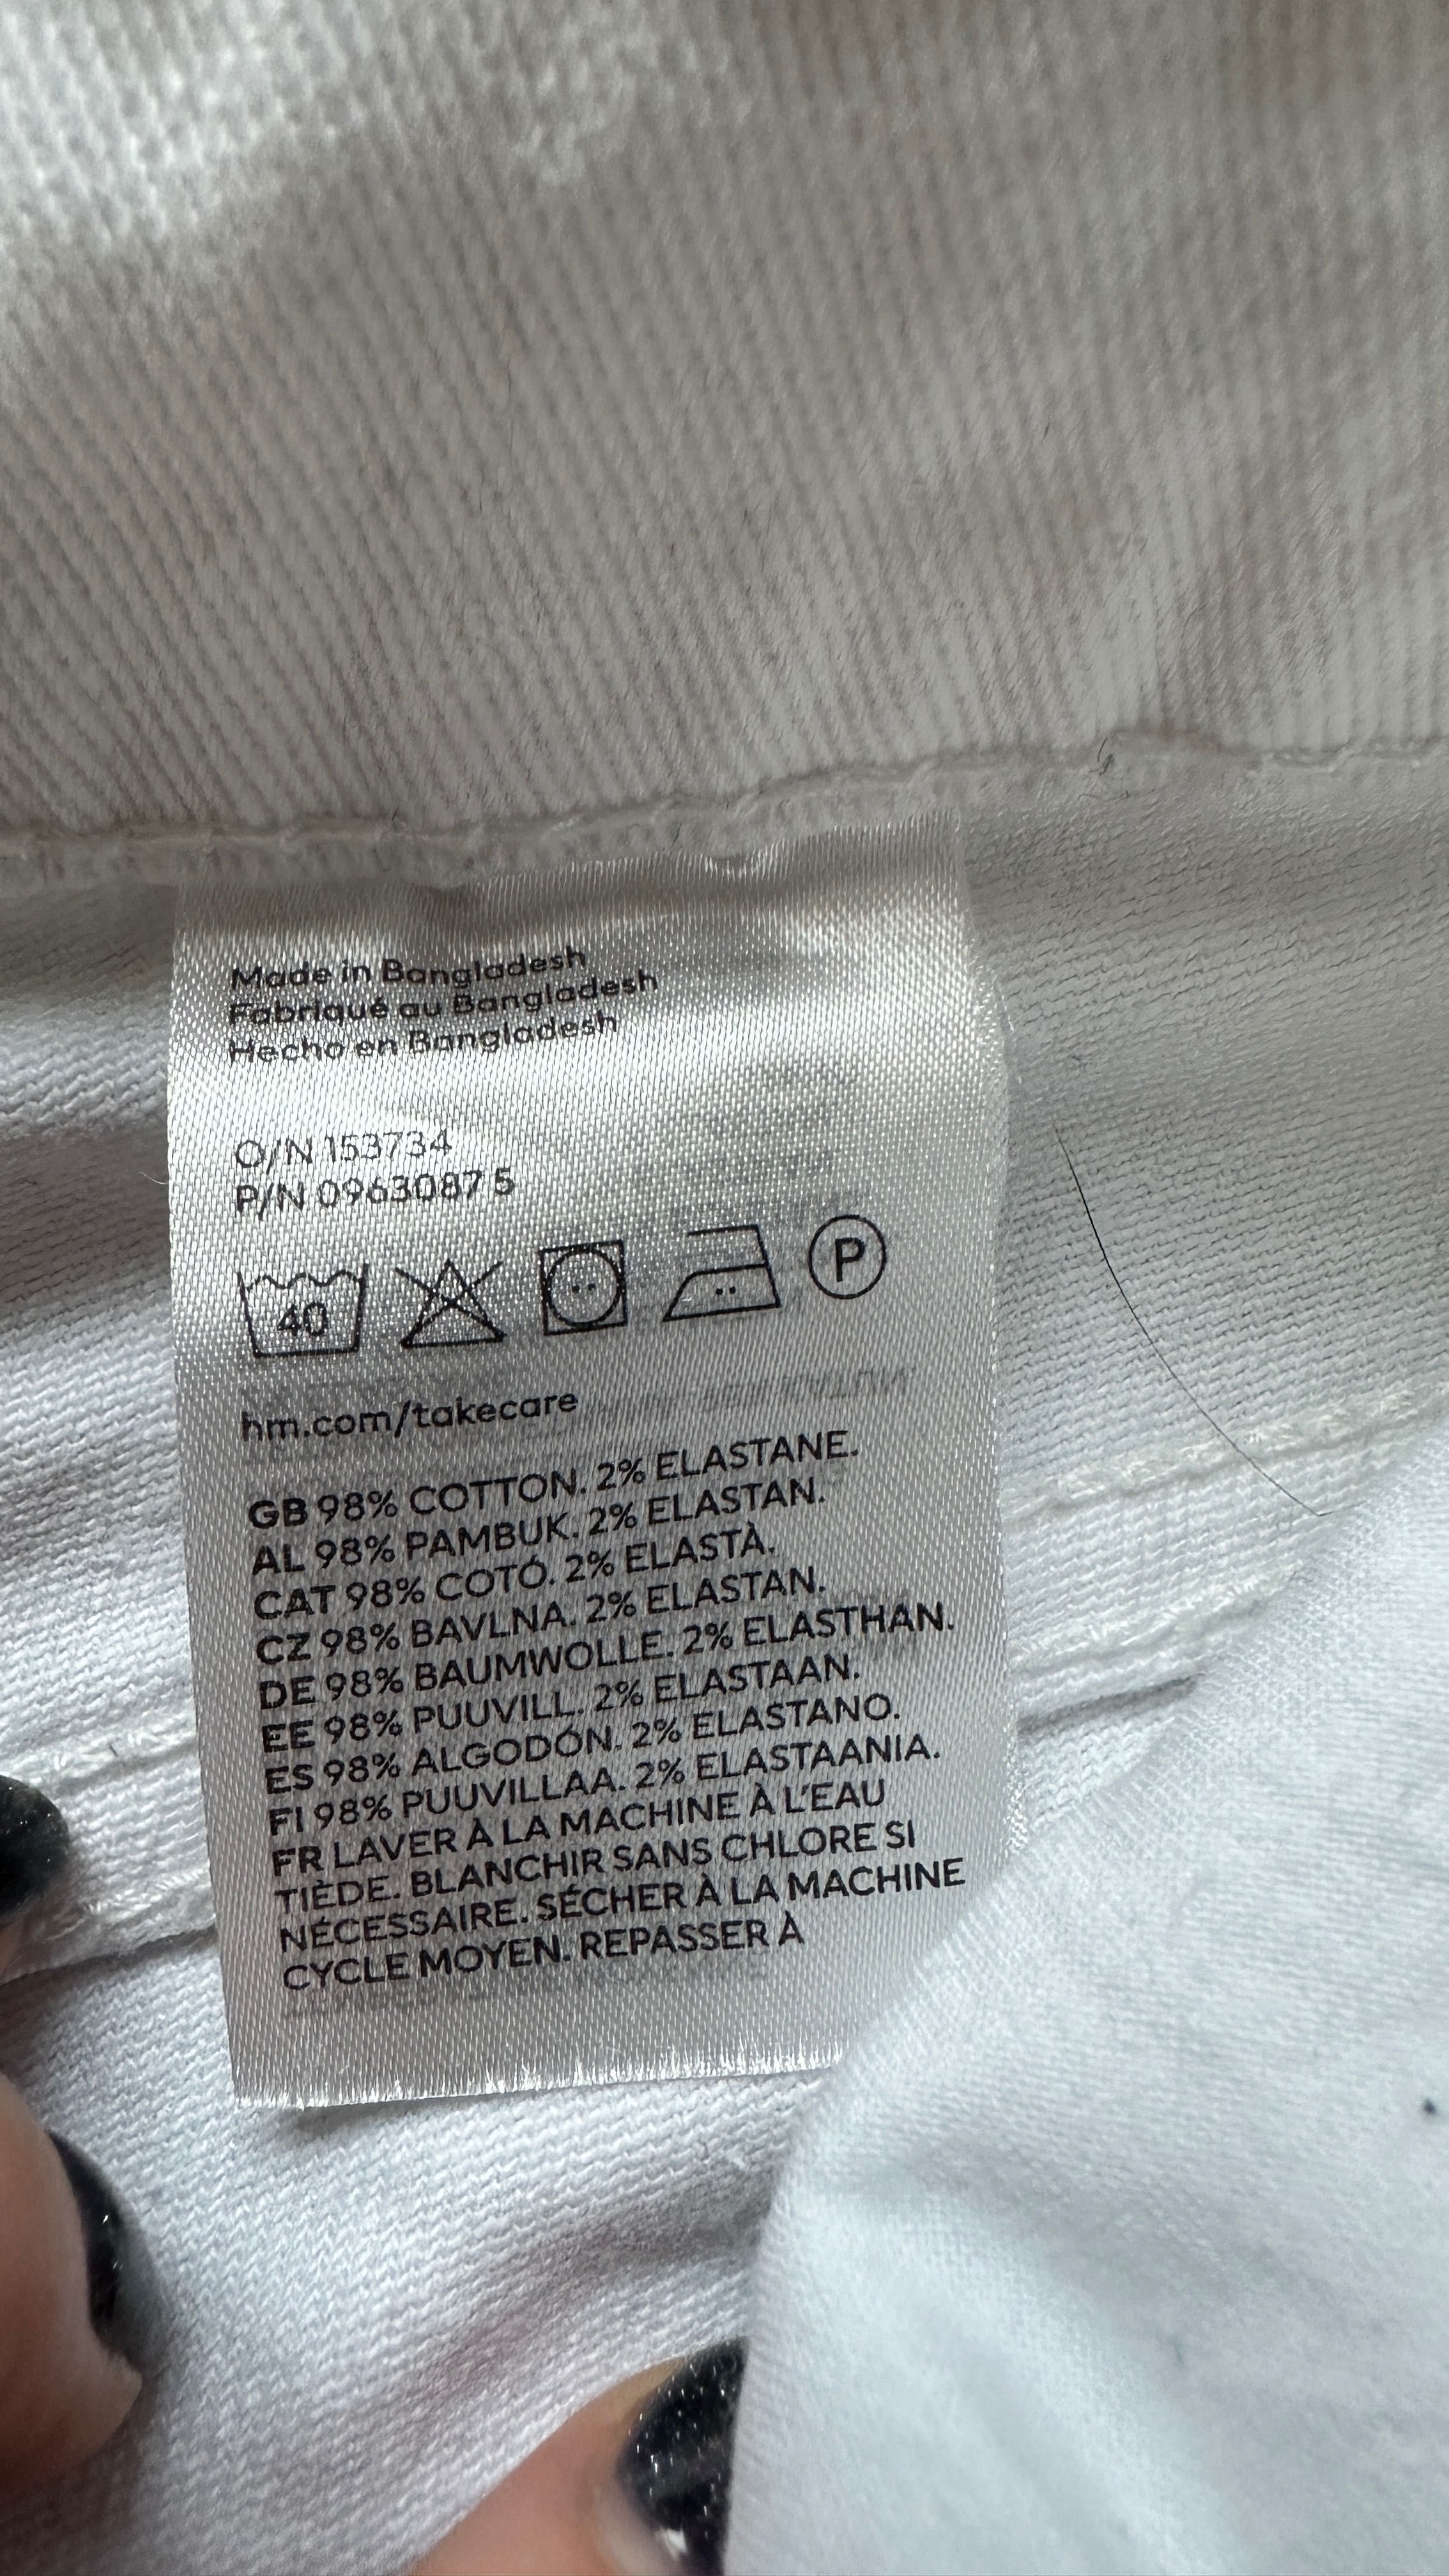 Made in Bangladesh
Fabriqué au Bangladesh
Hecho en Bangladesh
O/N 153734
P/N 0963087 5
40 P
hm.com/takecare
GB 98% COTTON. 2% ELASTANE.
AL 98% PAMBUK. 2% ELASTAN.
CAT 98% COTÓ. 2% ELASTÀ.
CZ 98% BAVLNA. 2% ELASTAN.
DE 98% BAUMWOLLE. 2% ELASTHAN.
EE 98% PUUVILL. 2% ELASTAAN.
ES 98% ALGODÓN. 2% ELASTANO.
FI 98% PUUVILLAA. 2% ELASTAANIA.
FR LAVER À LA MACHINE À L'EAU
TIÈDE. BLANCHIR SANS CHLORE SI
NÉCESSAIRE. SÉCHER À LA MACHINE
CYCLE MOYEN. REPASSER À